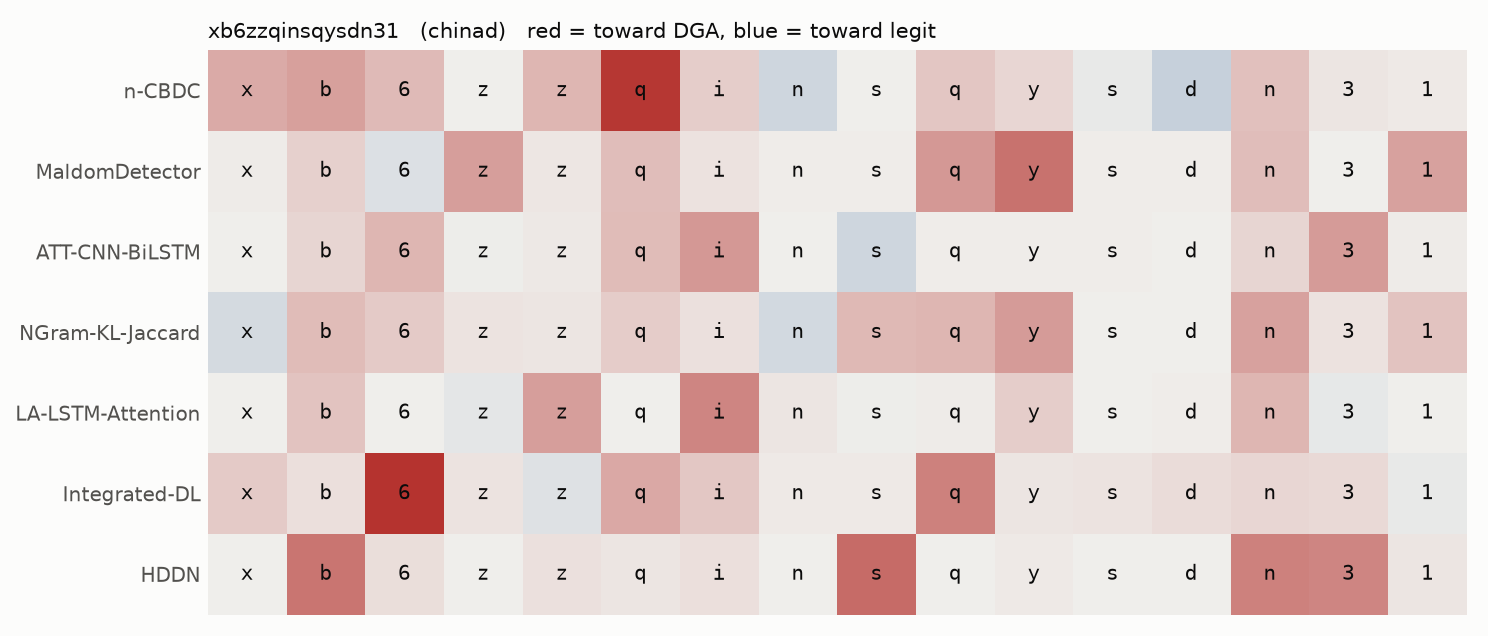 xb6zzqinsqysdn31 (chinad) red = toward DGA, blue = toward legit
n-CBDC x b 6 z z q i n s q y s d n 3 1
MaldomDetector x b 6 z z q i n s q y s d n 3 1
ATT-CNN-BiLSTM x b 6 z z q i n s q y s d n 3 1
NGram-KL-Jaccard x b 6 z z q i n s q y s d n 3 1
LA-LSTM-Attention x b 6 z z q i n s q y s d n 3 1
Integrated-DL x b 6 z z q i n s q y s d n 3 1
HDDN x b 6 z z q i n s q y s d n 3 1